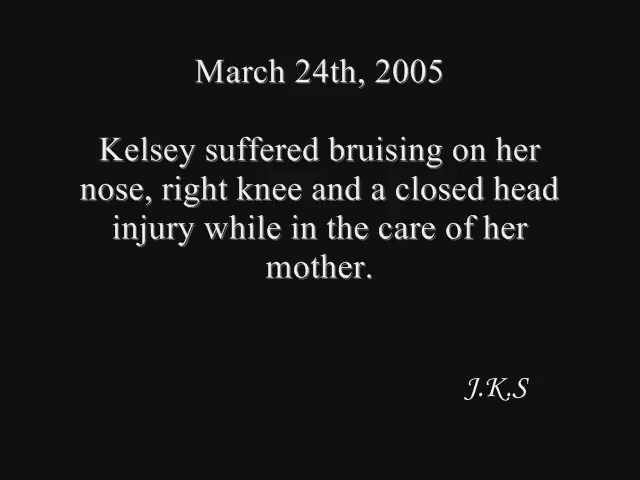 March 24th, 2005
Kelsey suffered bruising on her
nose, right knee and a closed head
injury while in the care of her
mother.
J.K.S